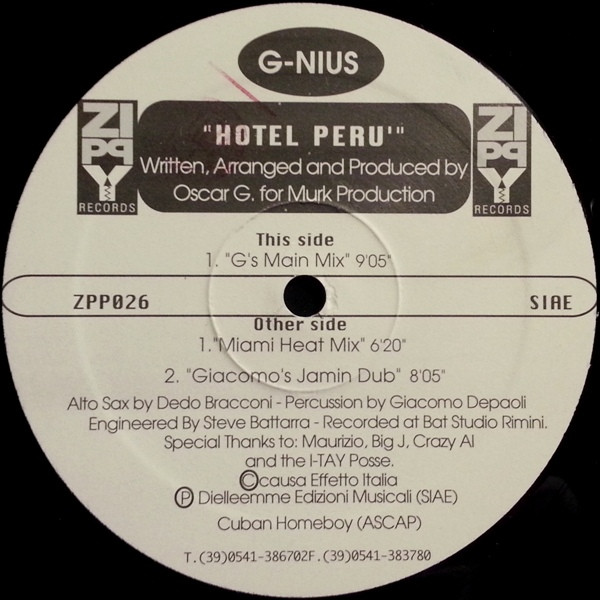 G-NIUS
ZIPPY
RECORDS
ZIPPY
RECORDS
"HOTEL PERU'"
Written, Arranged and Produced by
Oscar G. for Murk Production
This side
1. "G's Main Mix" 9'05"
ZPP026
SIAE
Other side
1."Miami Heat Mix" 6'20"
2. "Giacomo's Jamin Dub" 8'05"
Alto Sax by Dedo Bracconi - Percussion by Giacomo Depaoli
Engineered By Steve Battarra - Recorded at Bat Studio Rimini.
Special Thanks to: Maurizio, Big J, Crazy Al
and the I-TAY Posse.
©causa Effetto Italia
℗ Dielleemme Edizioni Musicali (SIAE)
Cuban Homeboy (ASCAP)
T.(39)0541-386702F.(39)0541-383780